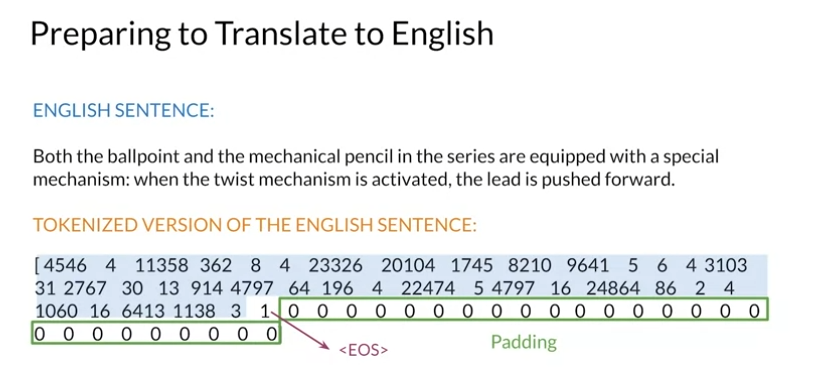 Preparing to Translate to English
ENGLISH SENTENCE:
Both the ballpoint and the mechanical pencil in the series are equipped with a special
mechanism: when the twist mechanism is activated, the lead is pushed forward.
TOKENIZED VERSION OF THE ENGLISH SENTENCE:
[ 4546 4 11358 362 8 4 23326 20104 1745 8210 9641 5 6 4 3103
31 2767 30 13 914 4797 64 196 4 22474 5 4797 16 24864 86 2 4
1060 16 6413 1138 3 1 0 0 0 0 0 0 0 0 0 0 0 0 0 0 0 0 0
0 0 0 0 0 0 0 0 0
<EOS>
Padding